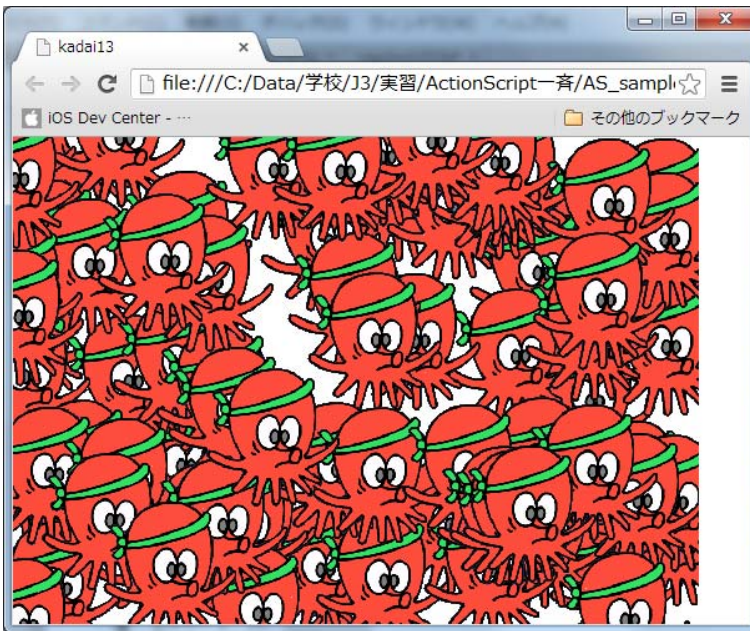 kadai13
file:///C:/Data/学校/J3/実習/ActionScript一斉/AS_sampl
iOS Dev Center - ···
その他のブックマーク